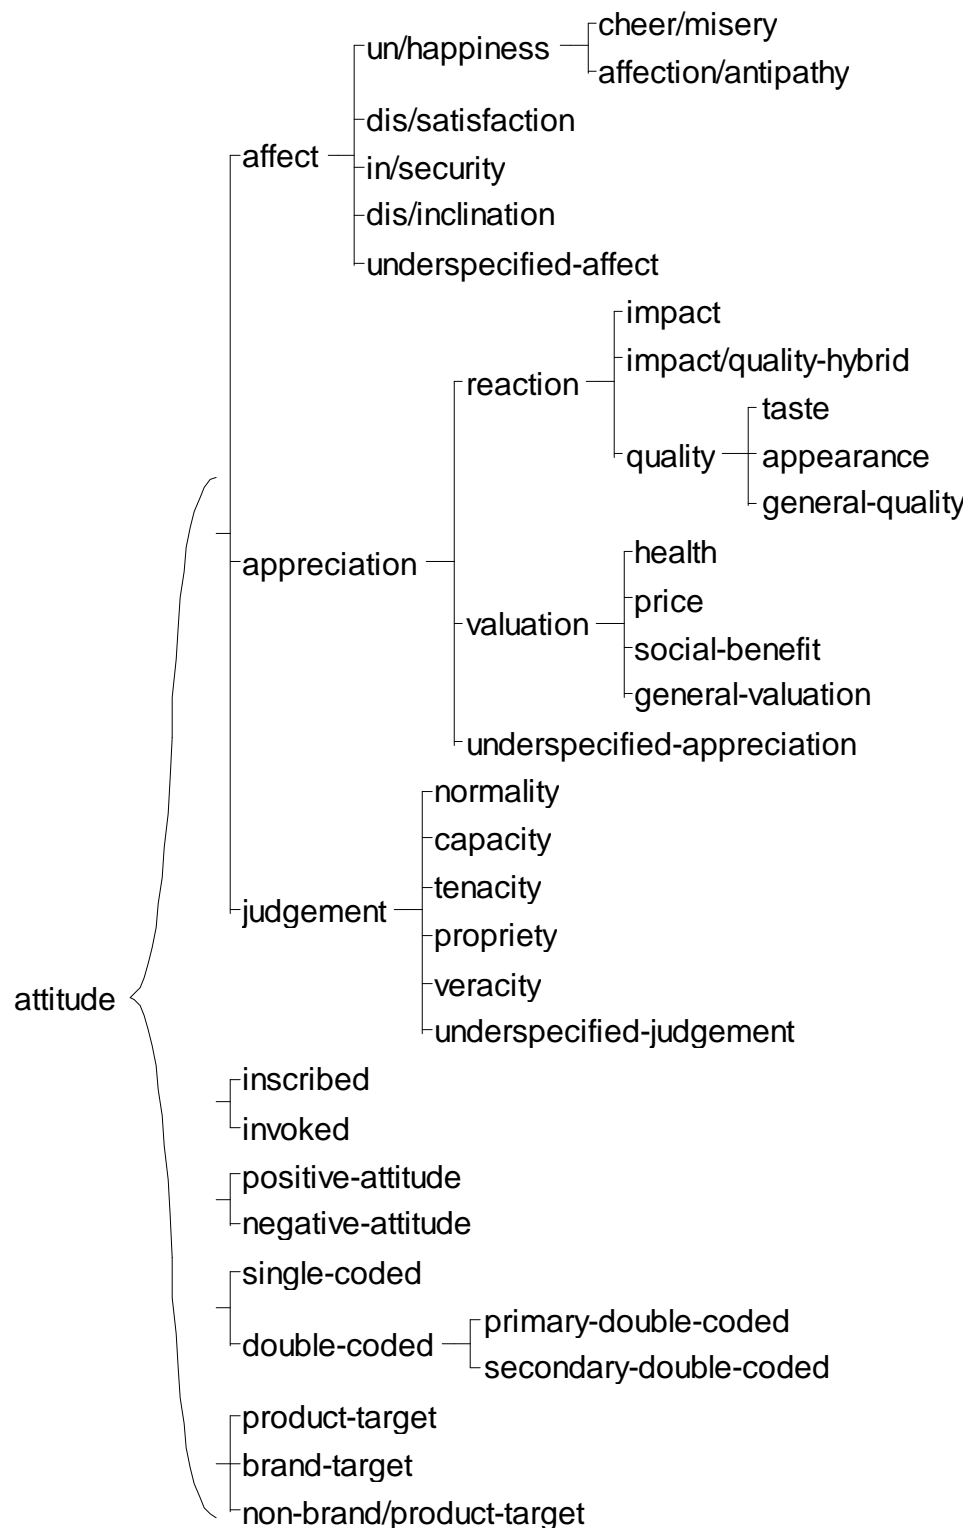 cheer/misery
un/happiness
affection/antipathy
dis/satisfaction
affect
in/security
dis/inclination
underspecified-affect
impact
impact/quality-hybrid
reaction
taste
quality
appearance
general-quality
health
appreciation
price
valuation
social-benefit
general-valuation
underspecified-appreciation
normality
capacity
tenacity
judgement
propriety
veracity
attitude
underspecified-judgement
inscribed
invoked
positive-attitude
negative-attitude
single-coded
primary-double-coded
double-coded
secondary-double-coded
product-target
brand-target
non-brand/product-target